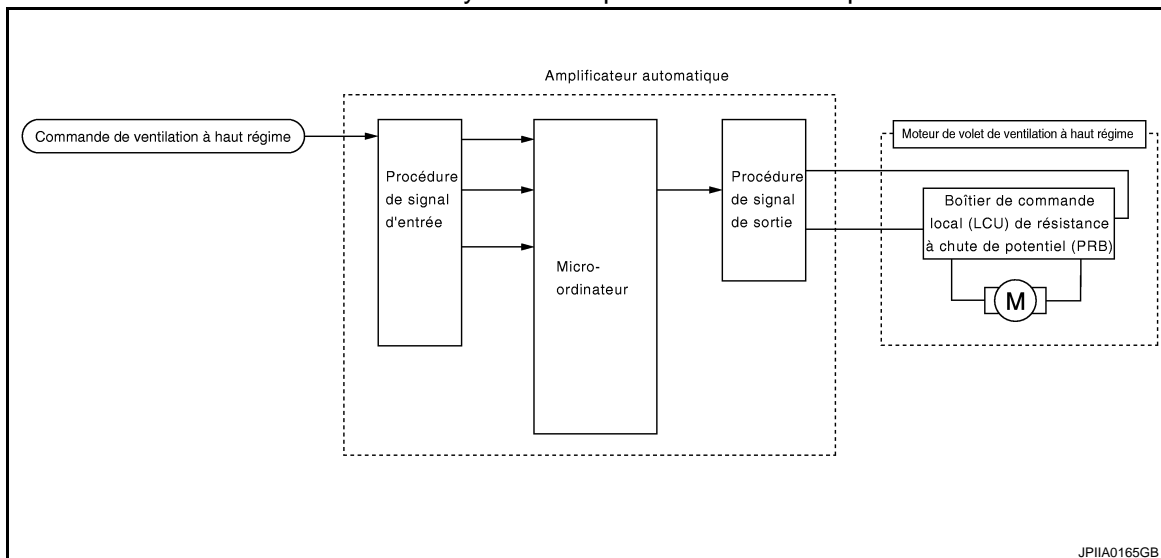 Amplificateur automatique
Commande de ventilation à haut régime
Procédure
de signal
d'entrée
Micro-
ordinateur
Procédure
de signal
de sortie
Moteur de volet de ventilation à haut régime
Boîtier de commande
local (LCU) de résistance
à chute de potentiel (PRB)
M
JPIIA0165GB